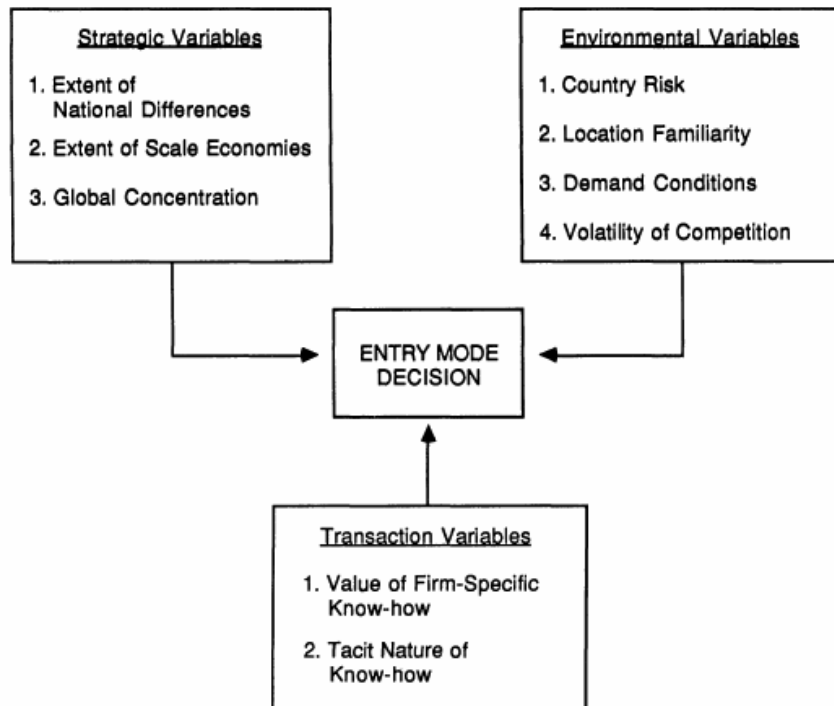 Strategic Variables
1. Extent of
National Differences
2. Extent of Scale Economies
3. Global Concentration
Environmental Variables
1. Country Risk
2. Location Familiarity
3. Demand Conditions
4. Volatility of Competition
ENTRY MODE
DECISION
Transaction Variables
1. Value of Firm-Specific
Know-how
2. Tacit Nature of
Know-how